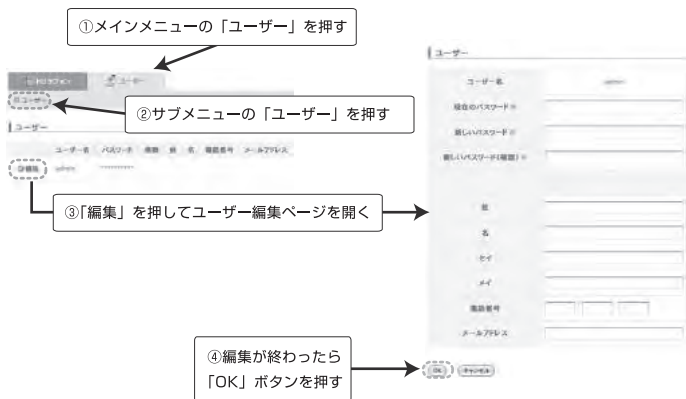 ①メインメニューの「ユーザー」を押す
ユーザー
ユーザー
②サブメニューの「ユーザー」を押す
ユーザー
ユーザー名 パスワード 権限 姓 名 電話番号 メールアドレス
編集 admin **********
③「編集」を押してユーザー編集ページを開く
ユーザー
ユーザー名 admin
現在のパスワード※
新しいパスワード※
新しいパスワード(確認)※
姓
名
セイ
メイ
電話番号
メールアドレス
④編集が終わったら
「OK」ボタンを押す
OK キャンセル